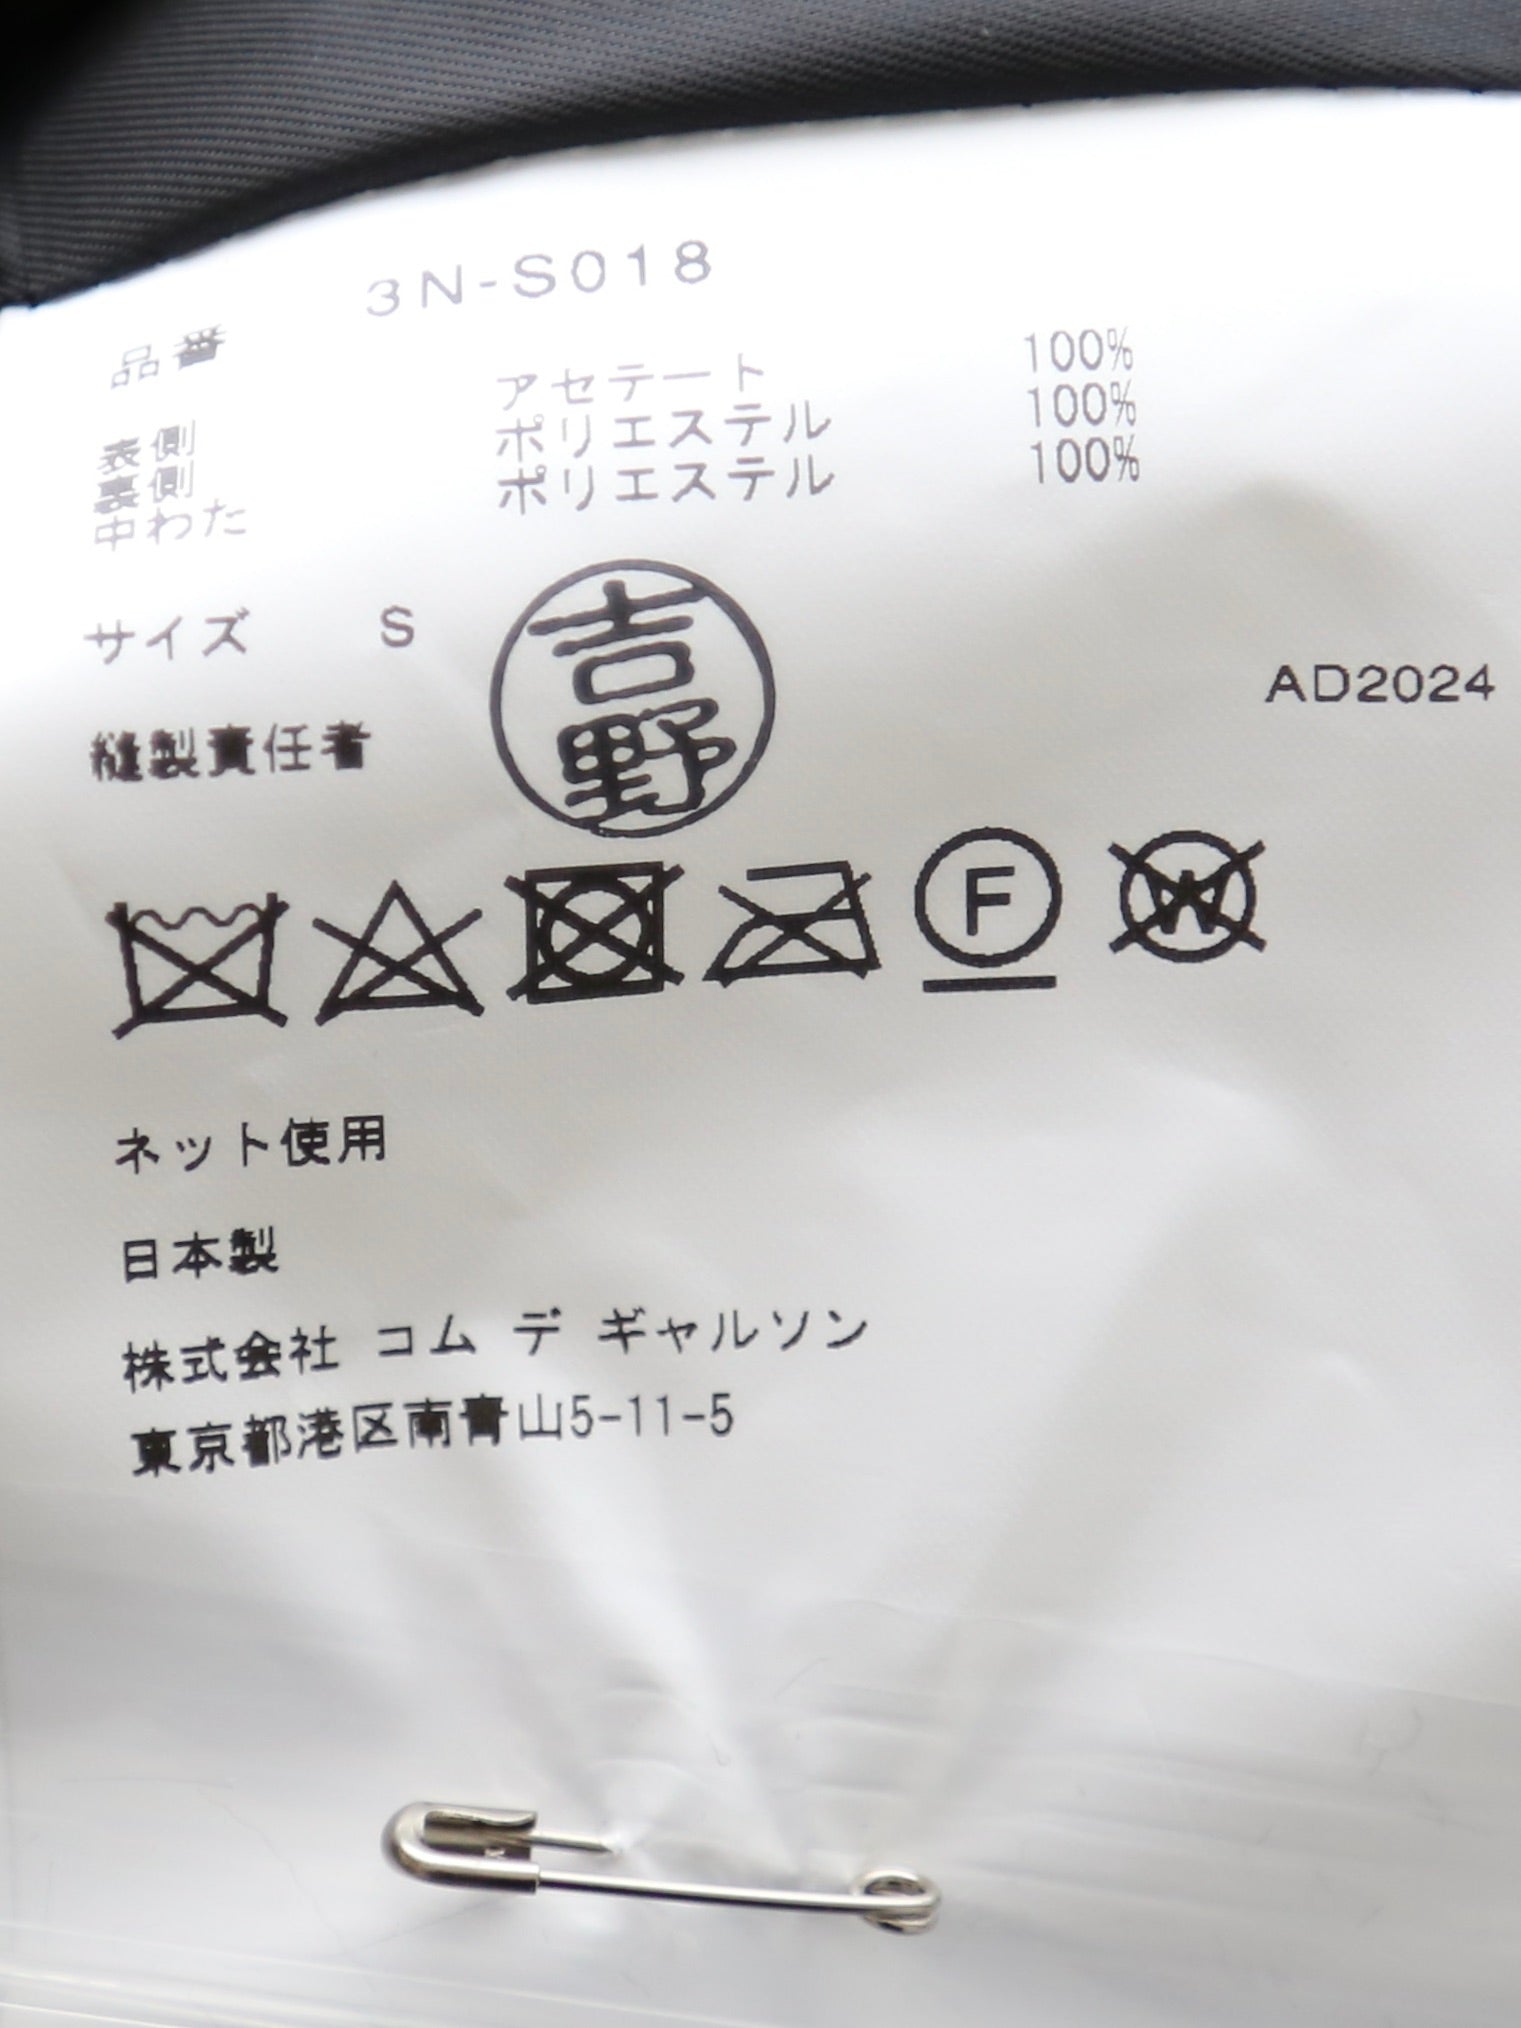 品番 3N-S018
表側 アセテート 100%
裏側 ポリエステル 100%
中わた ポリエステル 100%
サイズ S
吉野
AD2024
縫製責任者
F
W
ネット使用
日本製
株式会社 コム デ ギャルソン
東京都港区南青山5-11-5